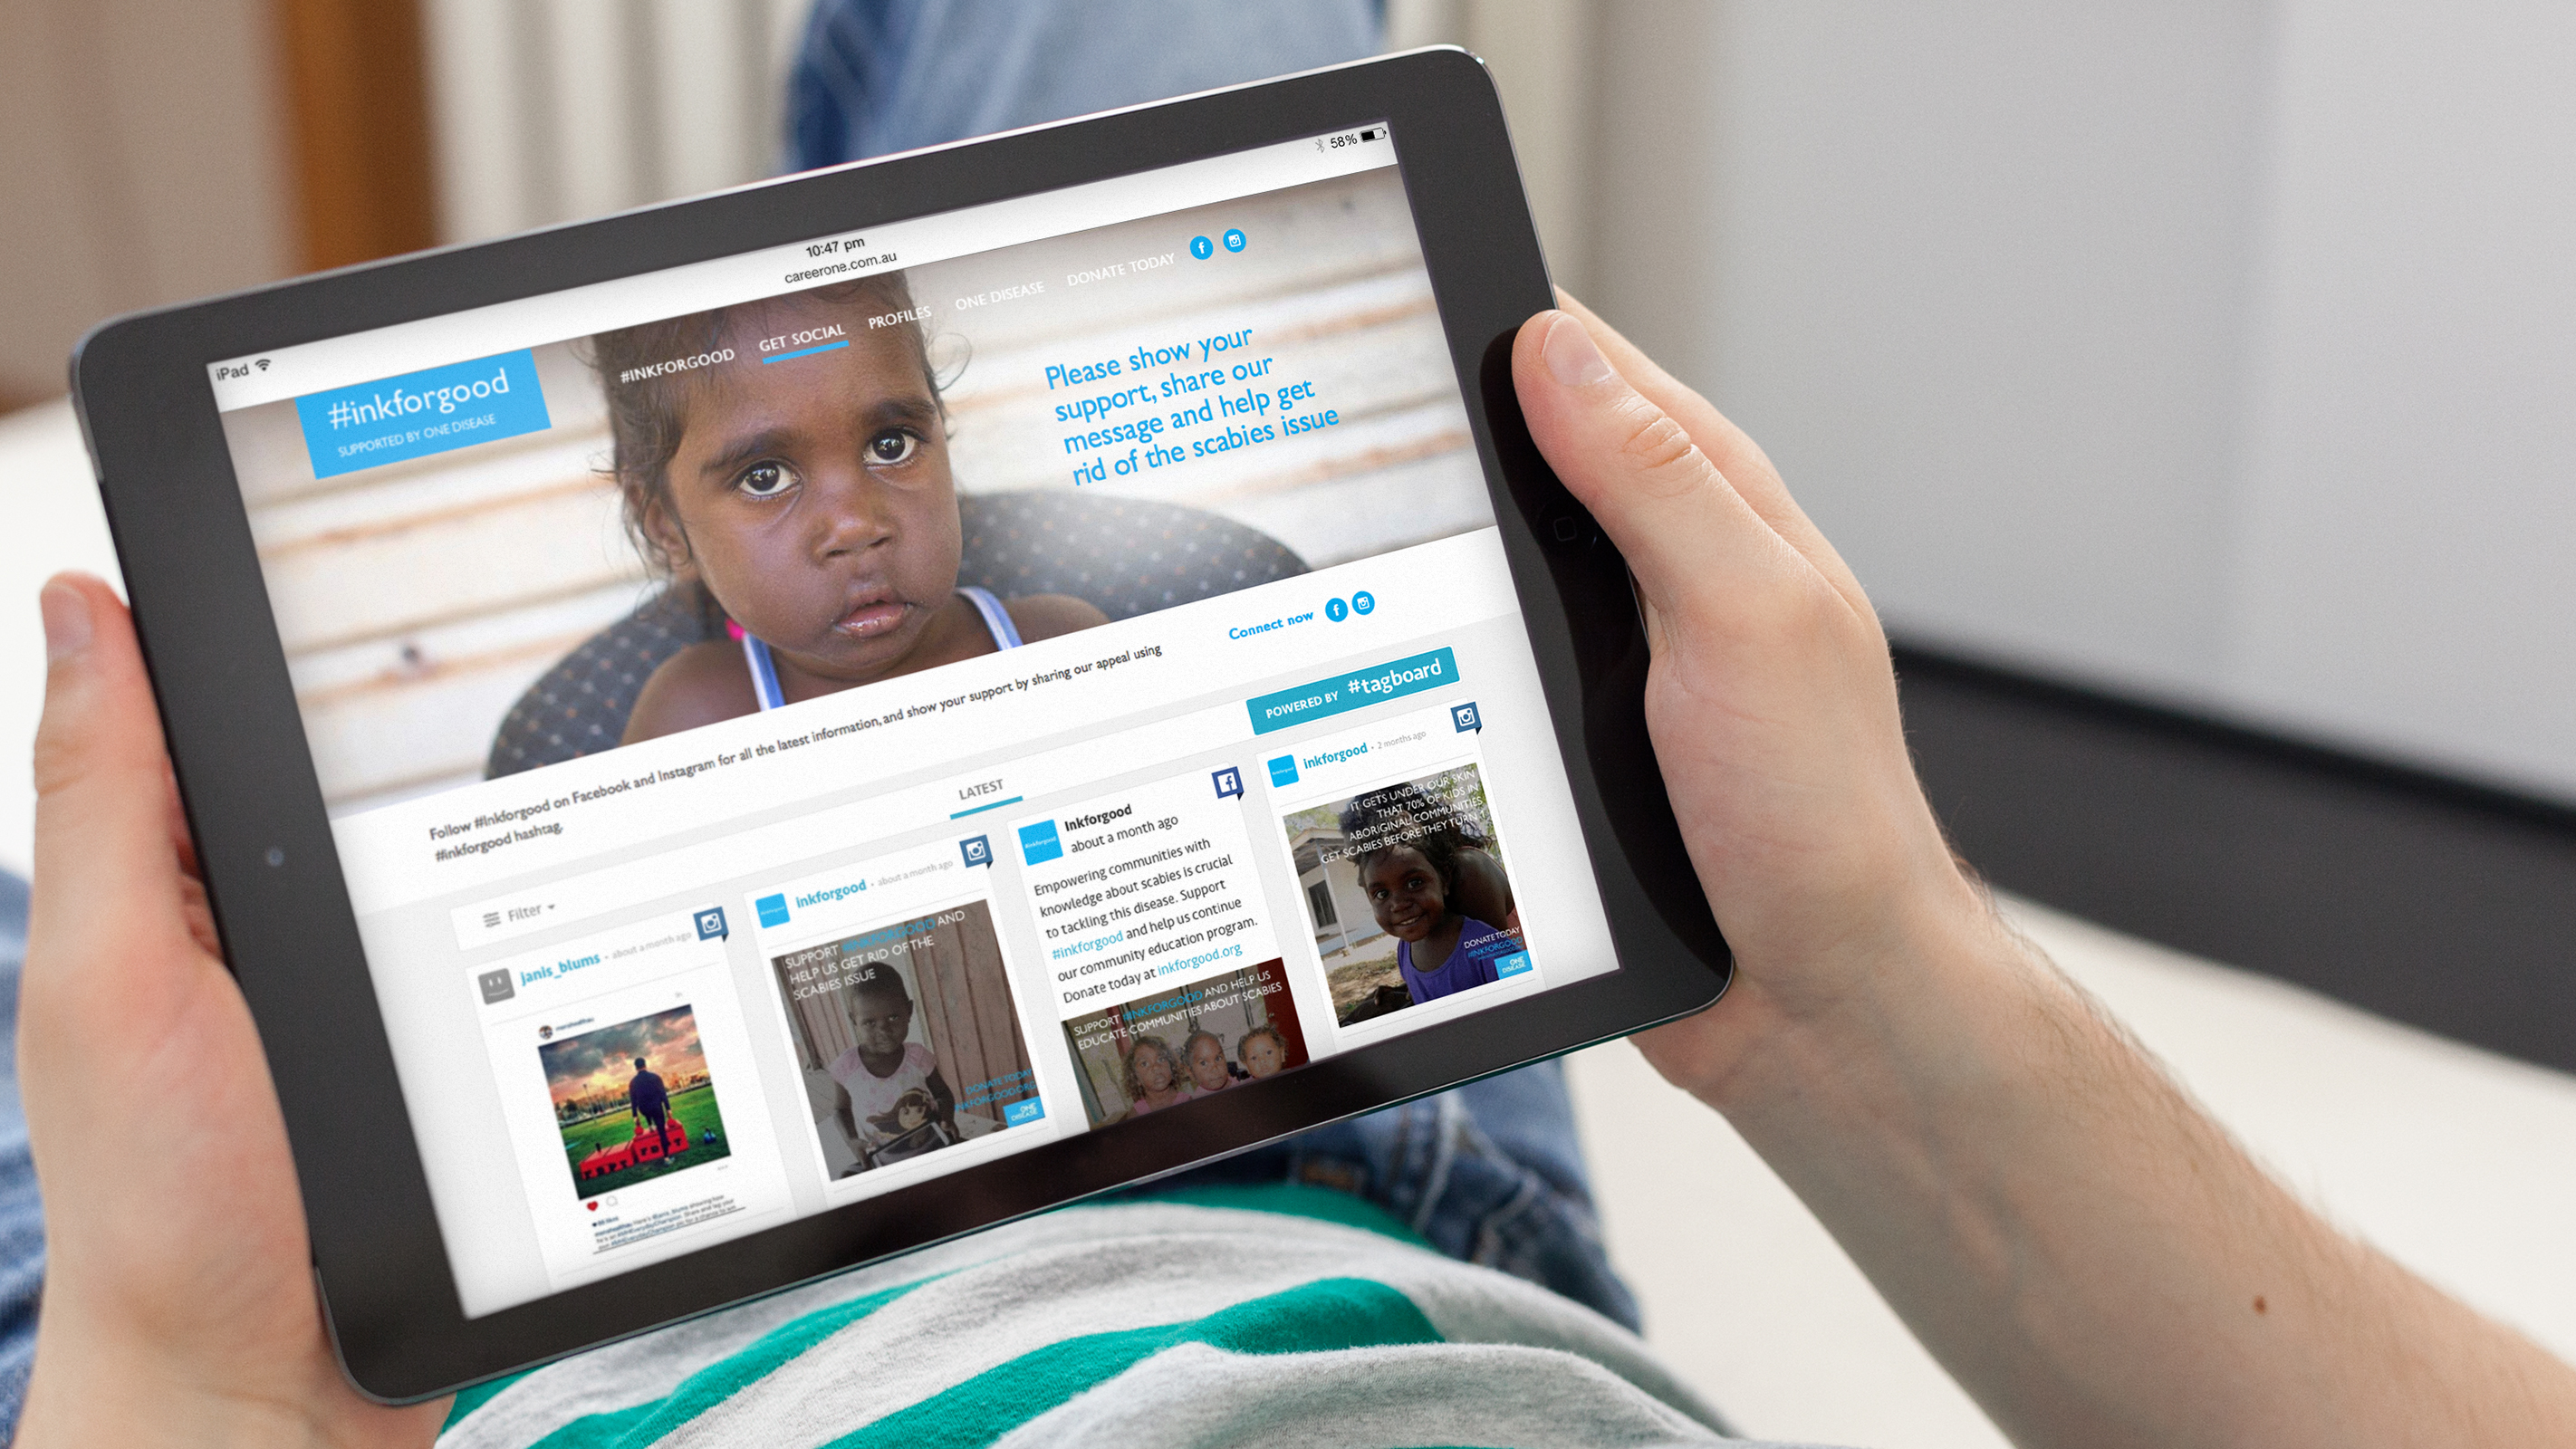 iPad
10:47 pm
careerone.com.au
58%
#inkforgood
SUPPORTED BY ONE DISEASE
#INKFORGOOD
GET SOCIAL
PROFILES
ONE DISEASE
DONATE TODAY
Please show your
support, share our
message and help get
rid of the scabies issue
Follow #Inkforgood on Facebook and Instagram for all the latest information, and show your support by sharing our appeal using
#inkforgood hashtag.
Connect now
POWERED BY #tagboard
LATEST
Filter
janis_blums · about a month ago
inkforgood · about a month ago
SUPPORT #INKFORGOOD AND
HELP US GET RID OF THE
SCABIES ISSUE
DONATE TODAY
INKFORGOOD.ORG
ONE
DISEASE
Inkforgood
about a month ago
Empowering communities with
knowledge about scabies is crucial
to tackling this disease. Support
#inkforgood and help us continue
our community education program.
Donate today at inkforgood.org
SUPPORT #INKFORGOOD AND HELP US
EDUCATE COMMUNITIES ABOUT SCABIES
inkforgood · 2 months ago
IT GETS UNDER OUR SKIN
THAT 70% OF KIDS IN
ABORIGINAL COMMUNITIES
GET SCABIES BEFORE THEY TURN 1
DONATE TODAY
#INKFORGOOD
ONE
DISEASE